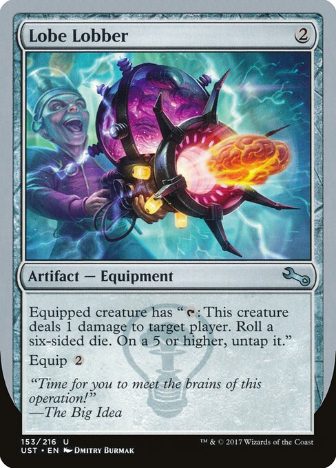 Lobe Lobber 2
Artifact — Equipment
Equipped creature has “T: This creature
deals 1 damage to target player. Roll a
six-sided die. On a 5 or higher, untap it.”
Equip 2
“Time for you to meet the brains of this
operation!”
—The Big Idea
153/216 U
UST • EN Dmitry Burmak
™ & © 2017 Wizards of the Coast